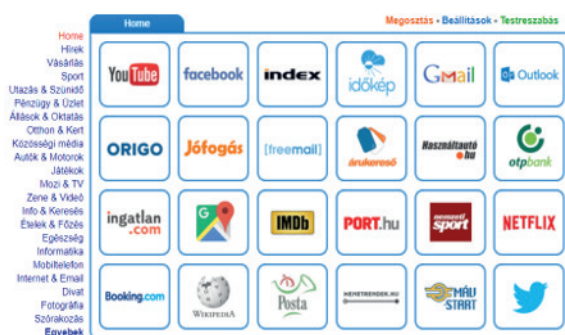 Home
Megosztás - Beállítások - Testreszabás
Home
Hírek
Vásárlás
Sport
Utazás & Szünidő
Pénzügy & Üzlet
Állások & Oktatás
Otthon & Kert
Közösségi média
Autók & Motorok
Játékok
Mozi & TV
Zene & Videó
Info & Keresés
Ételek & Főzés
Egészség
Informatika
Mobiltelefon
Internet & Email
Divat
Fotográfia
Szórakozás
Egyebek
YouTube
facebook
index
időkép
Gmail
Outlook
ORIGO
Jófogás
[freemail]
árukereső
Használtautó
.hu
otpbank
ingatlan
.com
G
IMDb
PORT.hu
nemzeti
sport
NETFLIX
Booking.com
WIKIPEDIA
Posta
MENETREND.HU
MÁV
START